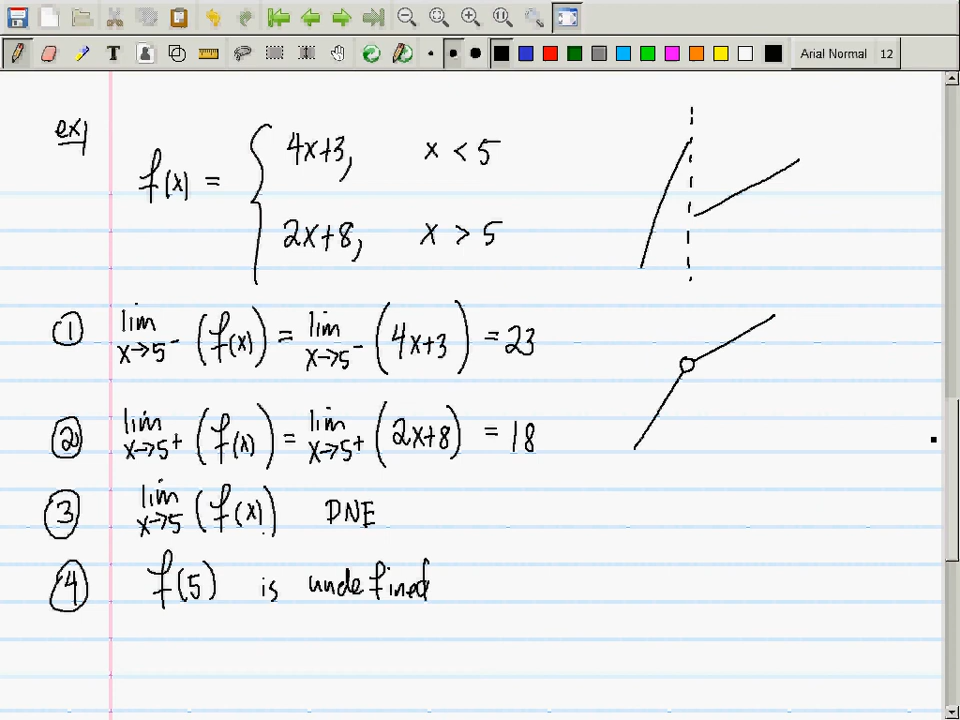 Arial Normal 12
ex)
f(x) = { 4x+3, x < 5
2x+8, x > 5
① lim x→5⁻ (f(x)) = lim x→5⁻ (4x+3) = 23
② lim x→5⁺ (f(x)) = lim x→5⁺ (2x+8) = 18
③ lim x→5 (f(x)) DNE
④ f(5) is undefined